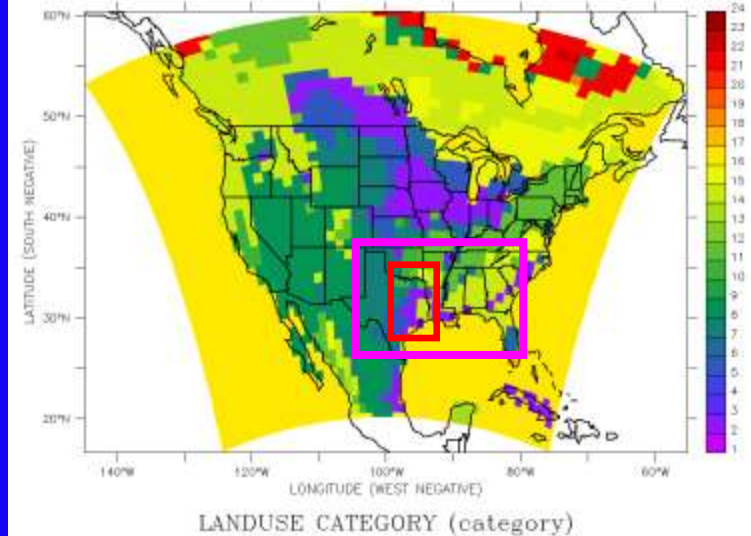 60°N
50°N
40°N
30°N
20°N
LATITUDE (SOUTH NEGATIVE)
140°W 120°W 100°W 80°W 60°W
LONGITUDE (WEST NEGATIVE)
LANDUSE CATEGORY (category)
24
23
22
21
20
19
18
17
16
15
14
13
12
11
10
9
8
7
6
5
4
3
2
1